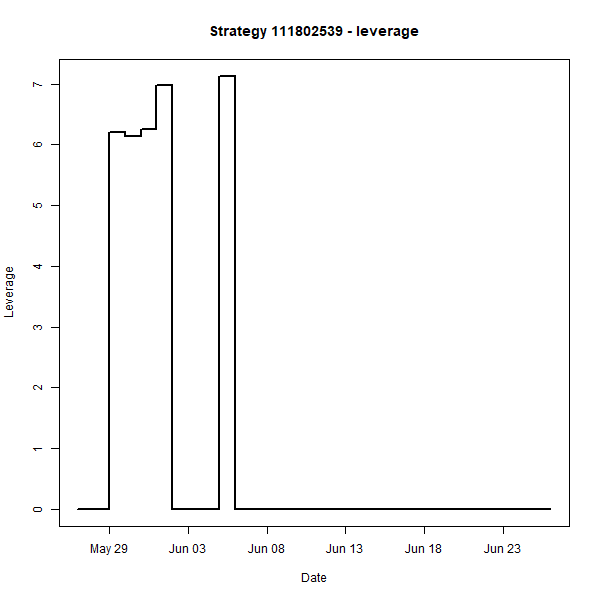 Strategy 111802539 - leverage
Leverage
7
6
5
4
3
2
1
0
May 29
Jun 03
Jun 08
Jun 13
Jun 18
Jun 23
Date